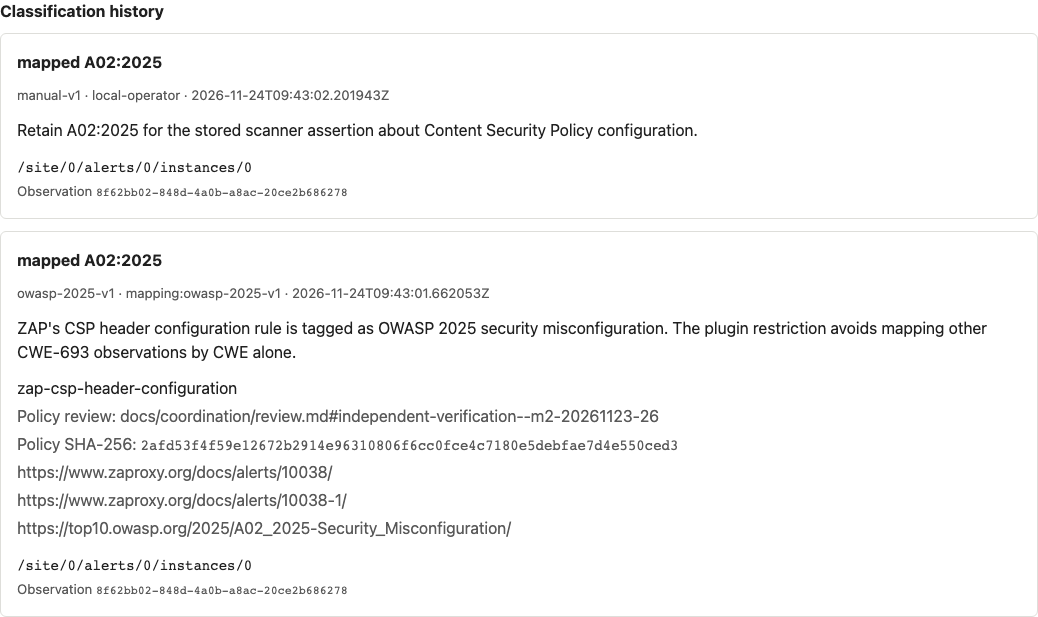 Classification history
mapped A02:2025
manual-v1 · local-operator · 2026-11-24T09:43:02.201943Z
Retain A02:2025 for the stored scanner assertion about Content Security Policy configuration.
/site/0/alerts/0/instances/0
Observation 8f62bb02-848d-4a0b-a8ac-20ce2b686278
mapped A02:2025
owasp-2025-v1 · mapping:owasp-2025-v1 · 2026-11-24T09:43:01.662053Z
ZAP's CSP header configuration rule is tagged as OWASP 2025 security misconfiguration. The plugin restriction avoids mapping other
CWE-693 observations by CWE alone.
zap-csp-header-configuration
Policy review: docs/coordination/review.md#independent-verification--m2-20261123-26
Policy SHA-256: 2afd53f4f59e12672b2914e96310806f6cc0fce4c7180e5debfae7d4e550ced3
https://www.zaproxy.org/docs/alerts/10038/
https://www.zaproxy.org/docs/alerts/10038-1/
https://top10.owasp.org/2025/A02_2025-Security_Misconfiguration/
/site/0/alerts/0/instances/0
Observation 8f62bb02-848d-4a0b-a8ac-20ce2b686278